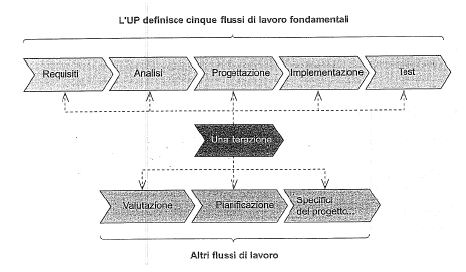 L'UP definisce cinque flussi di lavoro fondamentali
Requisiti
Analisi
Progettazione
Implementazione
Test
Una iterazione
Valutazione
Pianificazione
Specifici
del progetto...
Altri flussi di lavoro